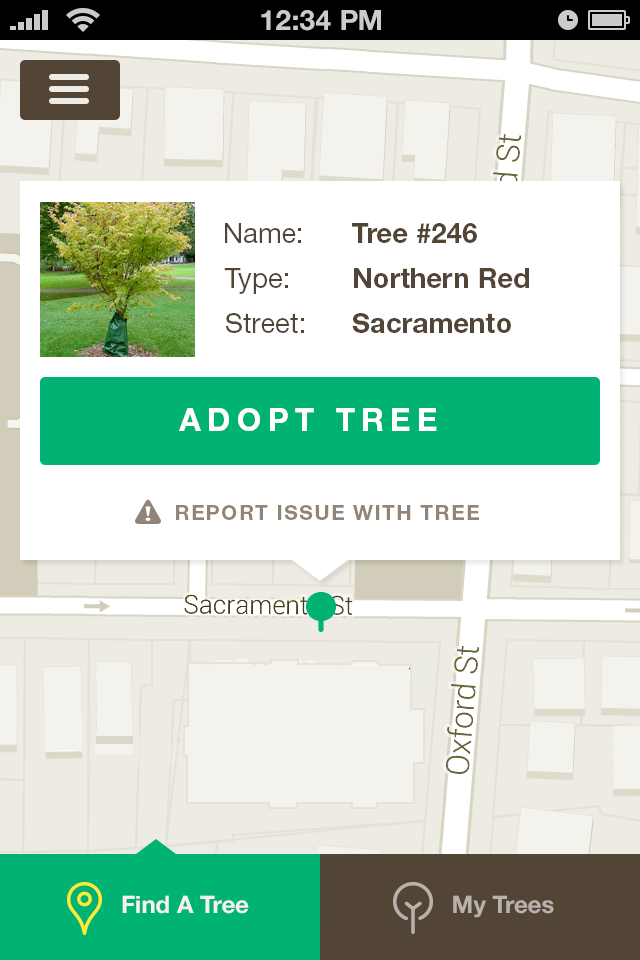 12:34 PM
d St
Name: Tree #246
Type: Northern Red
Street: Sacramento
ADOPT TREE
REPORT ISSUE WITH TREE
Sacrament St
Oxford St
Find A Tree
My Trees